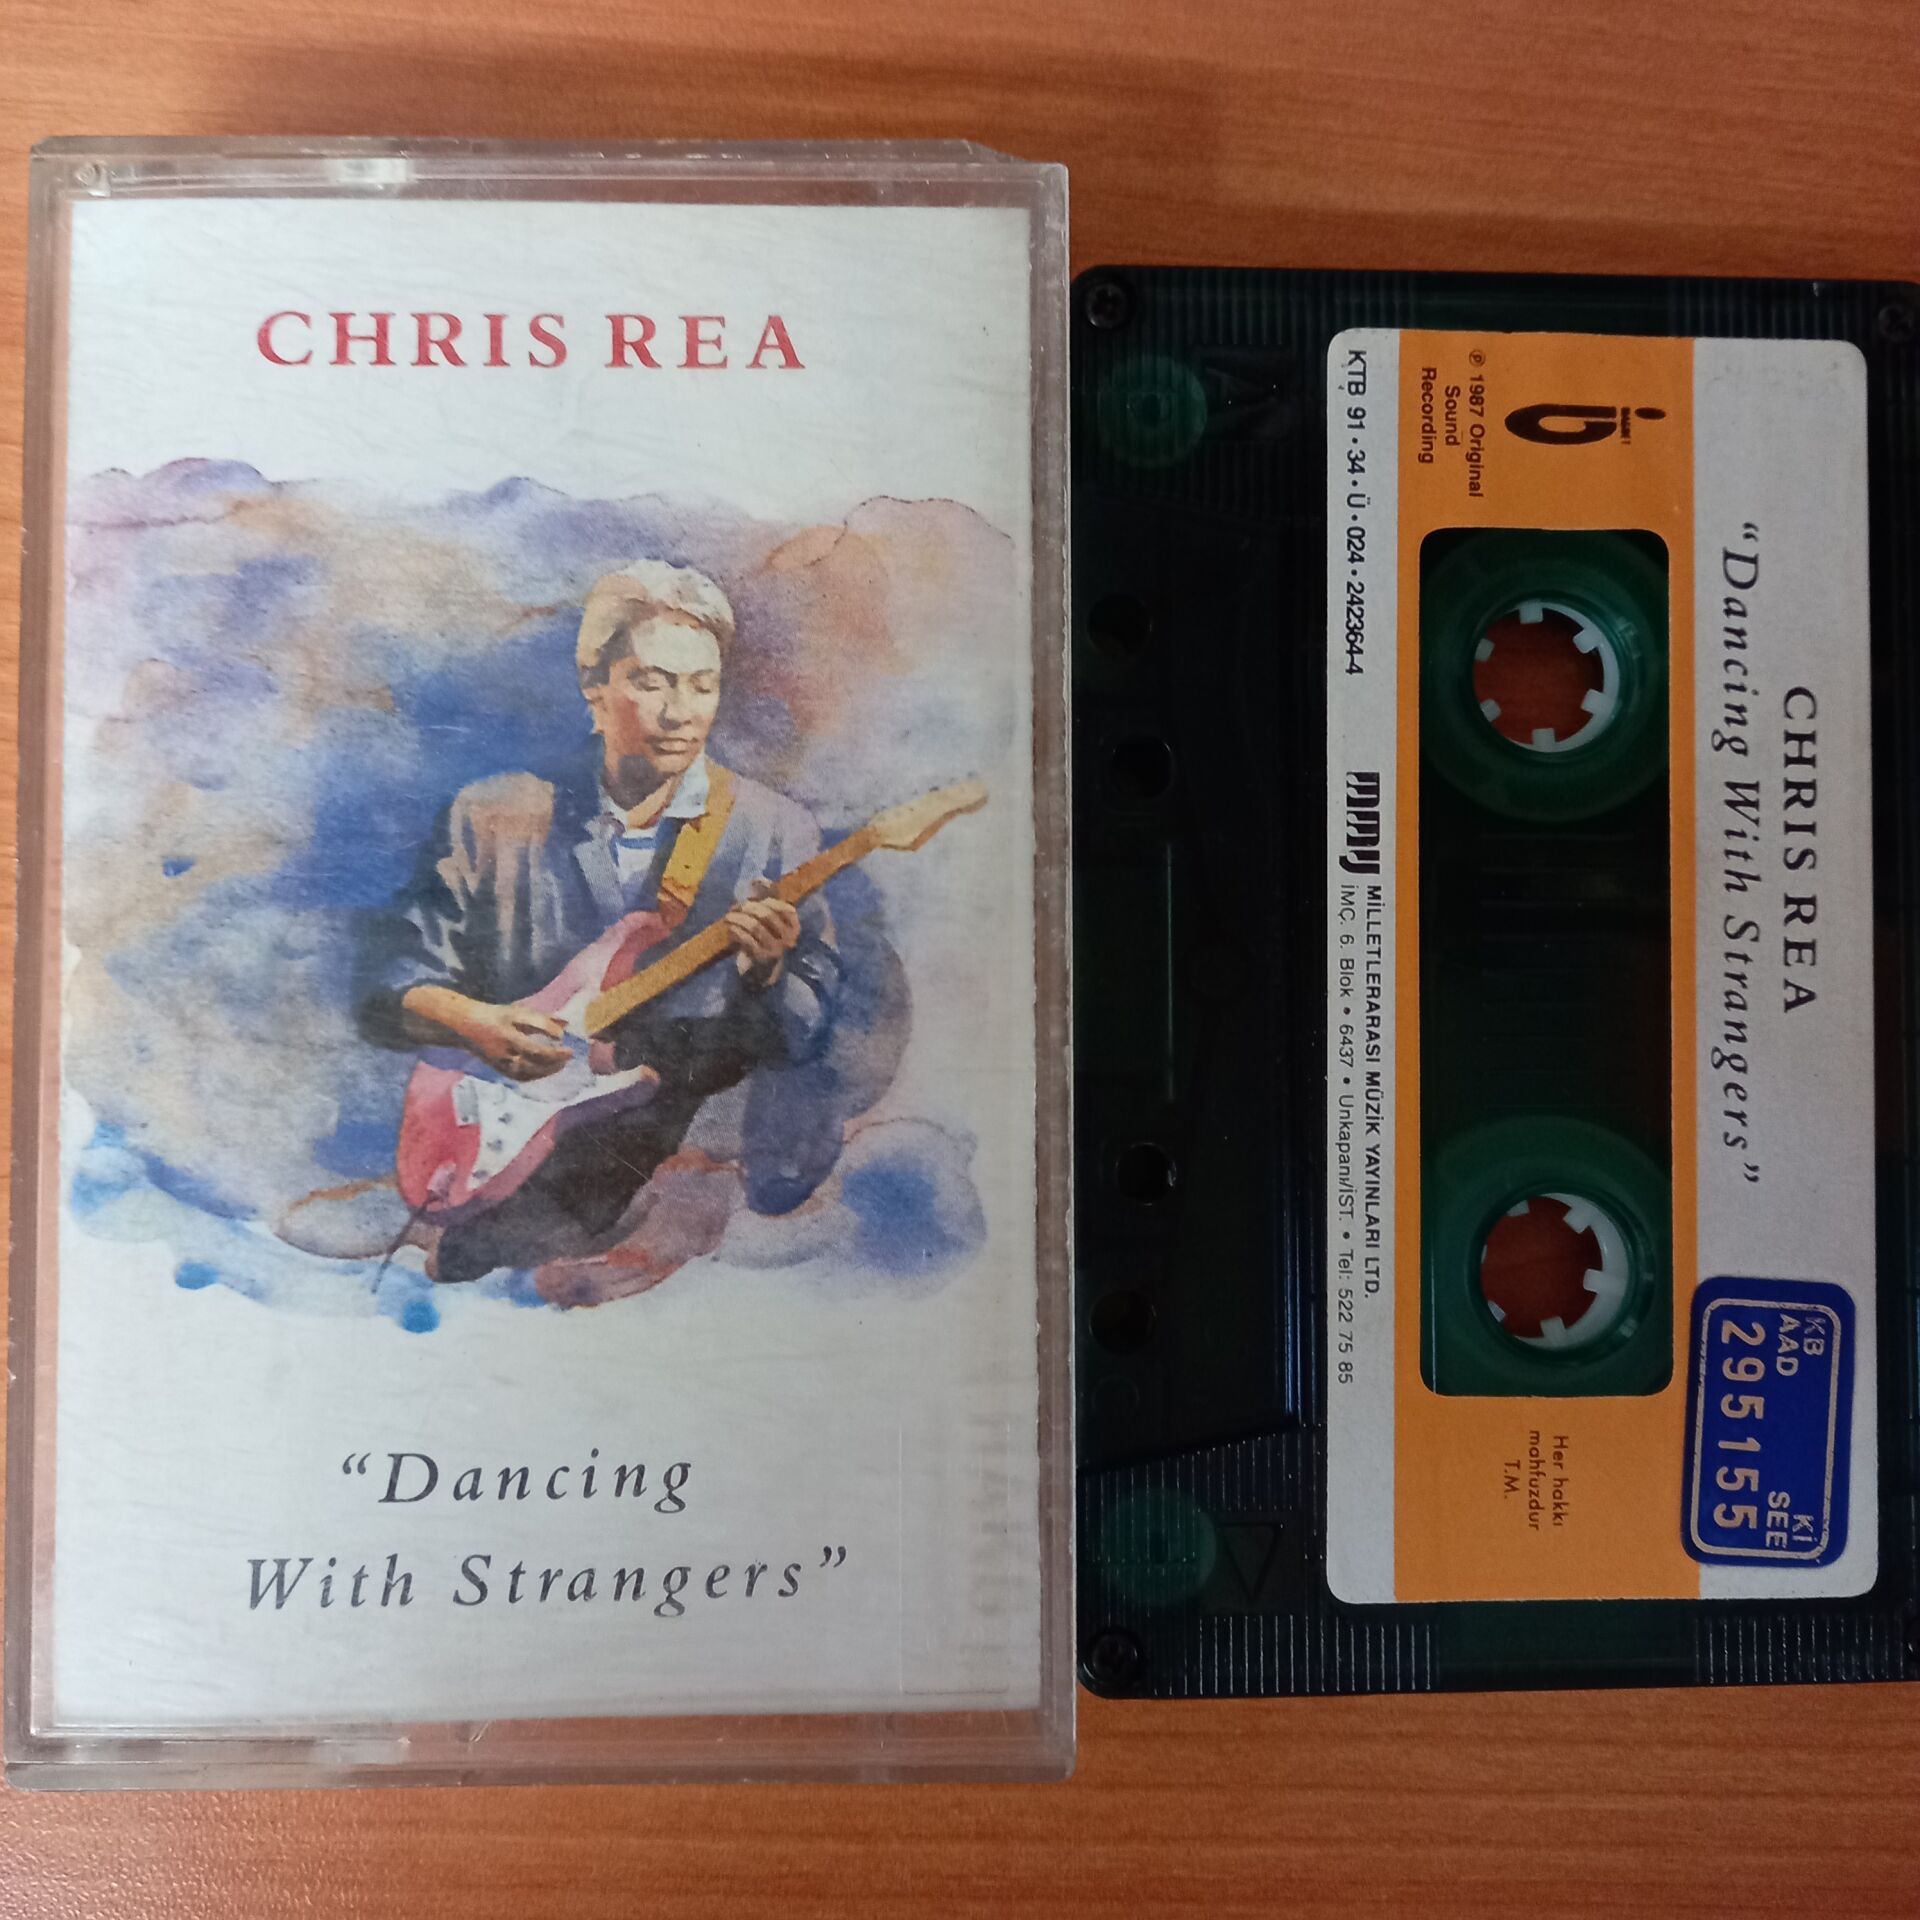 CHRIS REA
“Dancing
With Strangers”
CHRIS REA
“Dancing With Strangers”
MAGNET
℗ 1987 Original
Sound
Recording
Her hakkı
mahfuzdur
T.M.
KTB 91 • 34 • Ü • 024 • 242364-4
mmy MİLLETLERARASI MÜZİK YAYINLARI LTD.
İMÇ. 6. Blok • 6437 • Unkapanı/İST. • Tel: 522 75 85
KB Kİ
AAD SEE
295155